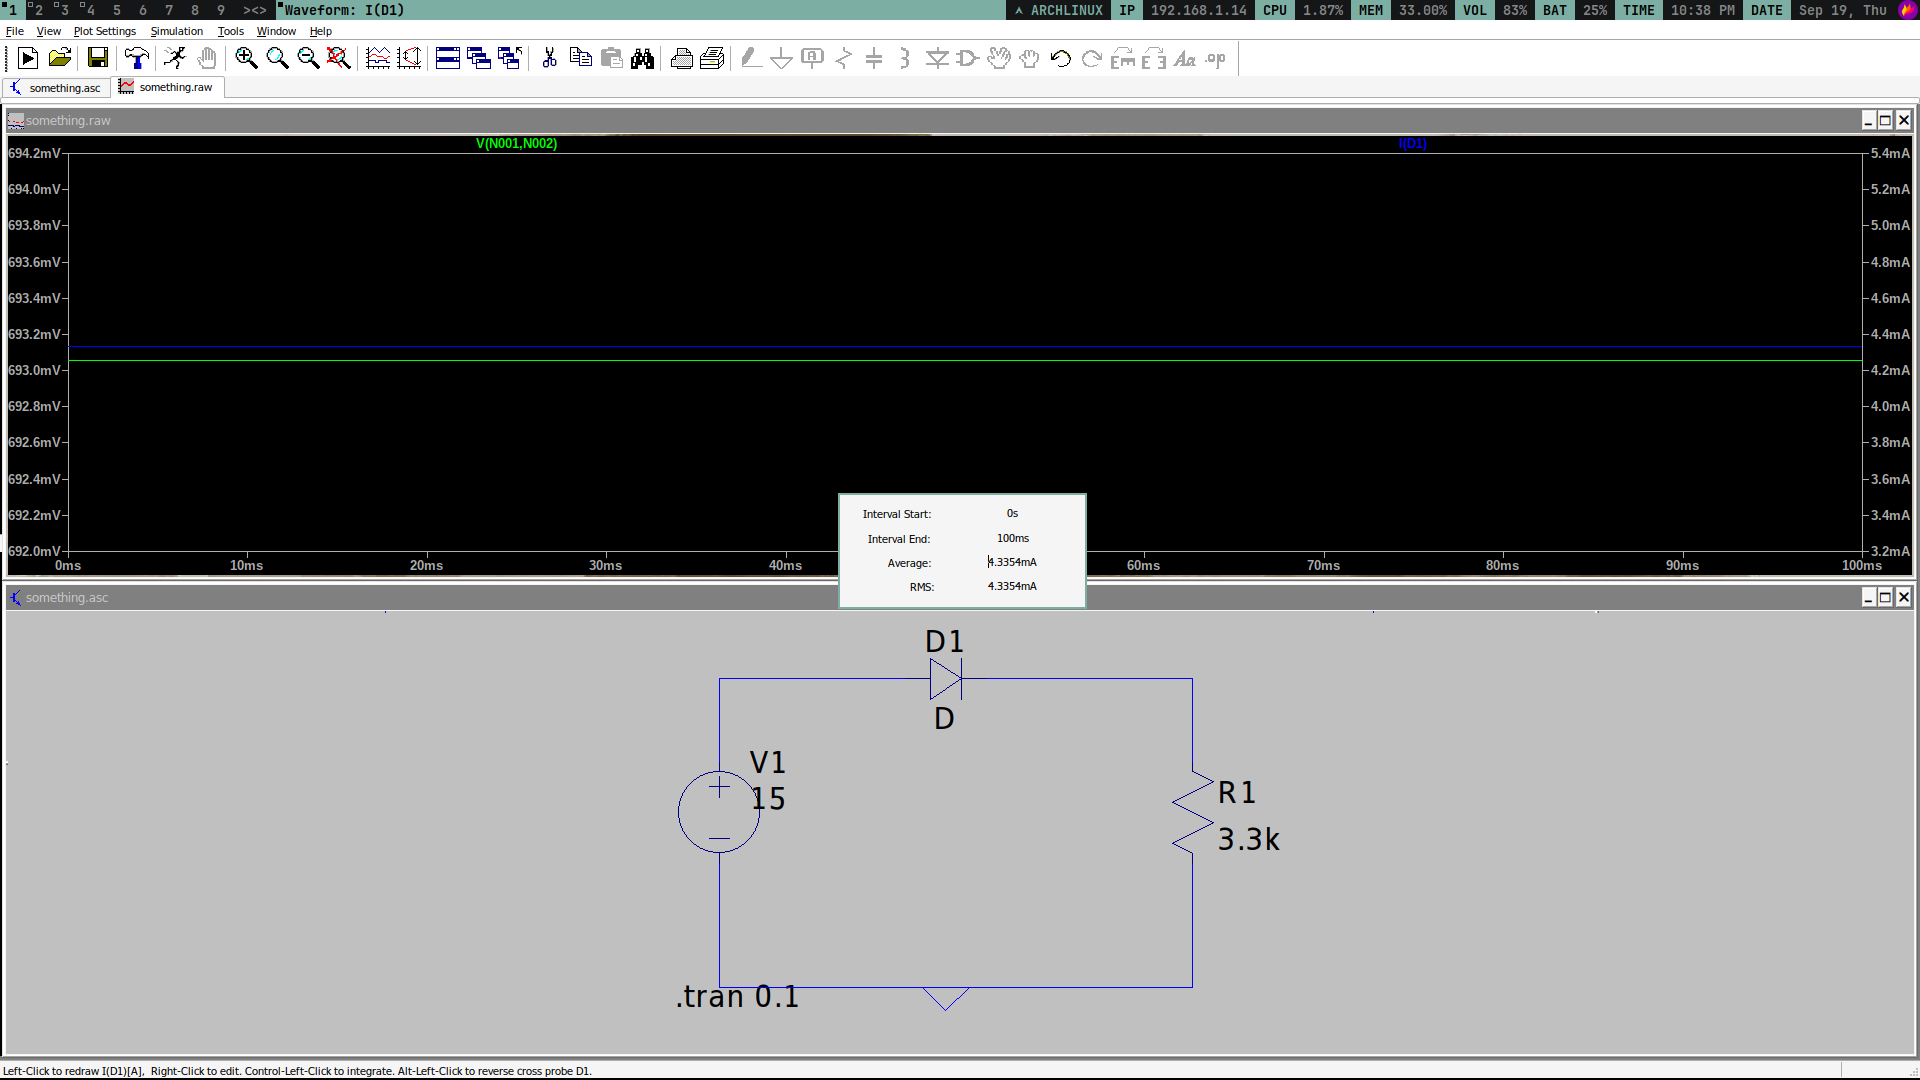 1 2 3 4 5 6 7 8 9 ><> Waveform: I(D1) ARCHLINUX IP 192.168.1.14 CPU 1.87% MEM 33.00% VOL 83% BAT 25% TIME 10:38 PM DATE Sep 19, Thu
File View Plot Settings Simulation Tools Window Help
something.asc something.raw
something.raw
V(N001,N002) I(D1)
694.2mV 5.4mA
694.0mV 5.2mA
693.8mV 5.0mA
693.6mV 4.8mA
693.4mV 4.6mA
693.2mV 4.4mA
693.0mV 4.2mA
692.8mV 4.0mA
692.6mV 3.8mA
692.4mV 3.6mA
692.2mV 3.4mA
692.0mV 3.2mA
0ms 10ms 20ms 30ms 40ms 60ms 70ms 80ms 90ms 100ms
Interval Start: 0s
Interval End: 100ms
Average: 4.3354mA
RMS: 4.3354mA
something.asc
D1
D
V1
15
R1
3.3k
.tran 0.1
Left-Click to redraw I(D1)[A], Right-Click to edit. Control-Left-Click to integrate. Alt-Left-Click to reverse cross probe D1.